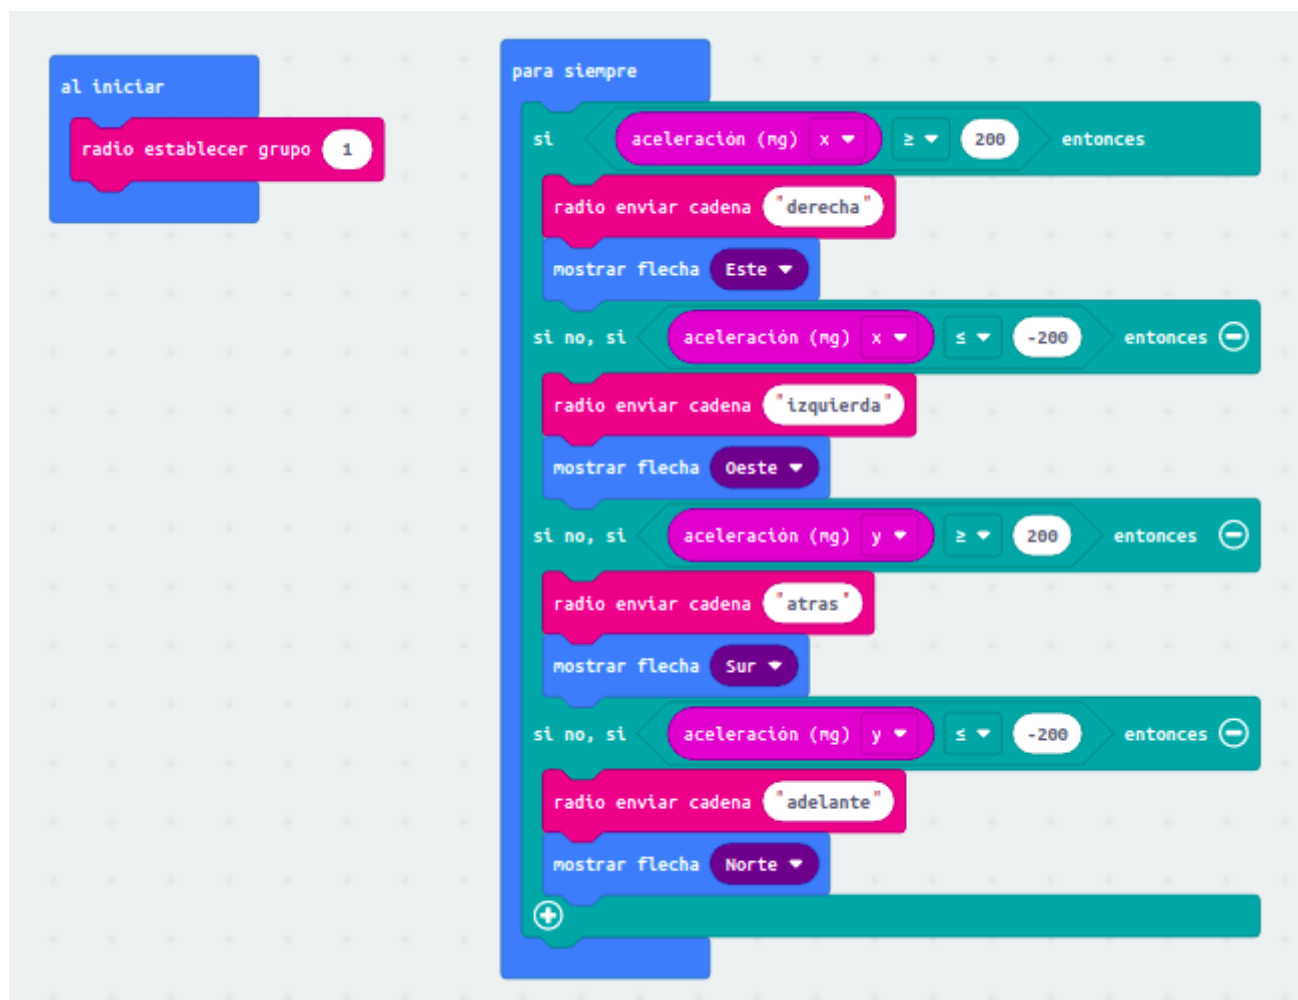 al iniciar
radio establecer grupo 1
para siempre
si aceleración (mg) x ≥ 200 entonces
radio enviar cadena "derecha"
mostrar flecha Este
si no, si aceleración (mg) x ≤ -200 entonces
radio enviar cadena "izquierda"
mostrar flecha Oeste
si no, si aceleración (mg) y ≥ 200 entonces
radio enviar cadena "atras"
mostrar flecha Sur
si no, si aceleración (mg) y ≤ -200 entonces
radio enviar cadena "adelante"
mostrar flecha Norte